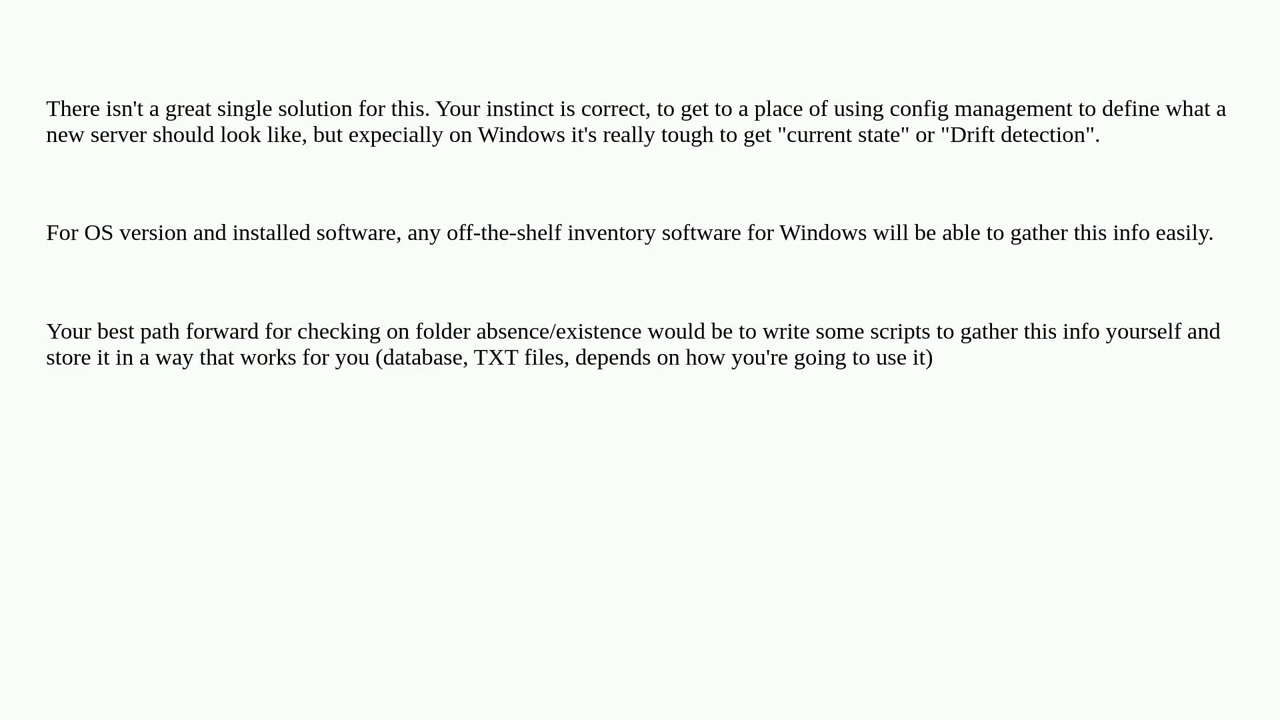 There isn't a great single solution for this. Your instinct is correct, to get to a place of using config management to define what a
new server should look like, but expecially on Windows it's really tough to get "current state" or "Drift detection".
For OS version and installed software, any off-the-shelf inventory software for Windows will be able to gather this info easily.
Your best path forward for checking on folder absence/existence would be to write some scripts to gather this info yourself and
store it in a way that works for you (database, TXT files, depends on how you're going to use it)